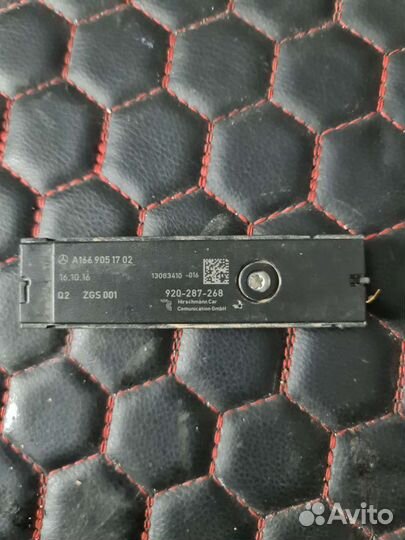 A166 905 17 02
16.10.16
13083410 -016
Q2 ZGS 001
920-287-268
Hirschmann Car
Comunication GmbH
Avito